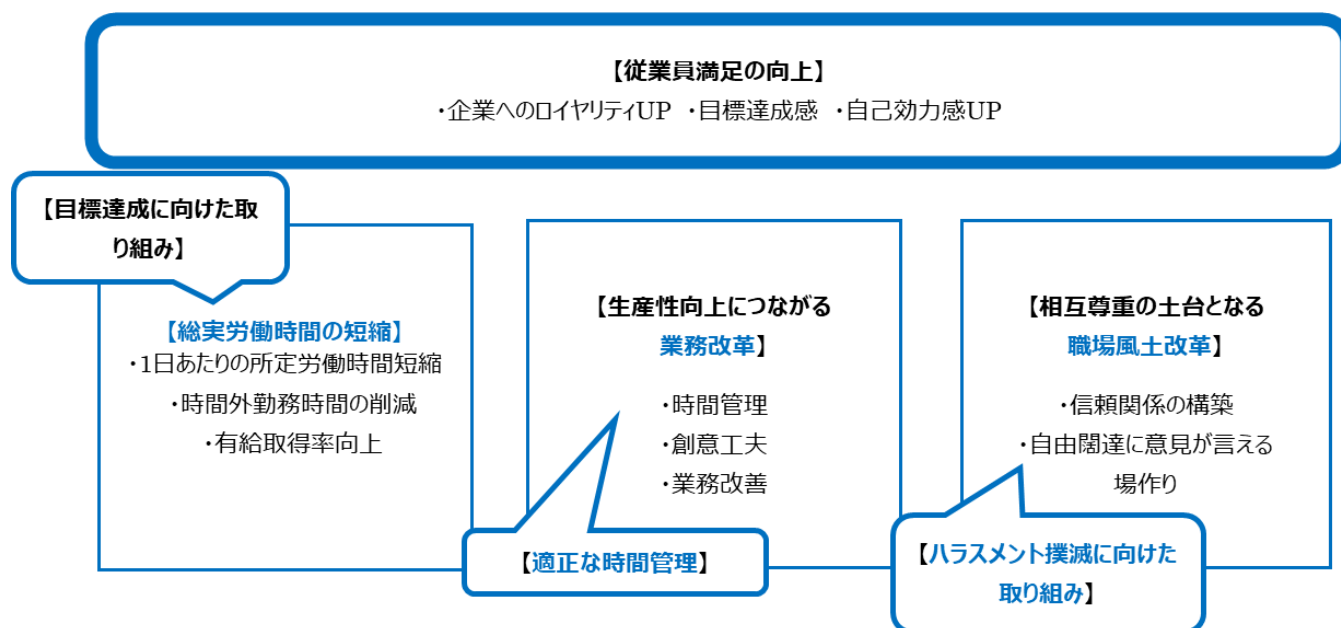 【従業員満足の向上】
・企業へのロイヤリティUP ・目標達成感 ・自己効力感UP
【目標達成に向けた取
り組み】
【総実労働時間の短縮】
・1日あたりの所定労働時間短縮
・時間外勤務時間の削減
・有給取得率向上
【生産性向上につながる
業務改革】
・時間管理
・創意工夫
・業務改善
【適正な時間管理】
【相互尊重の土台となる
職場風土改革】
・信頼関係の構築
・自由闊達に意見が言える
場作り
【ハラスメント撲滅に向けた
取り組み】